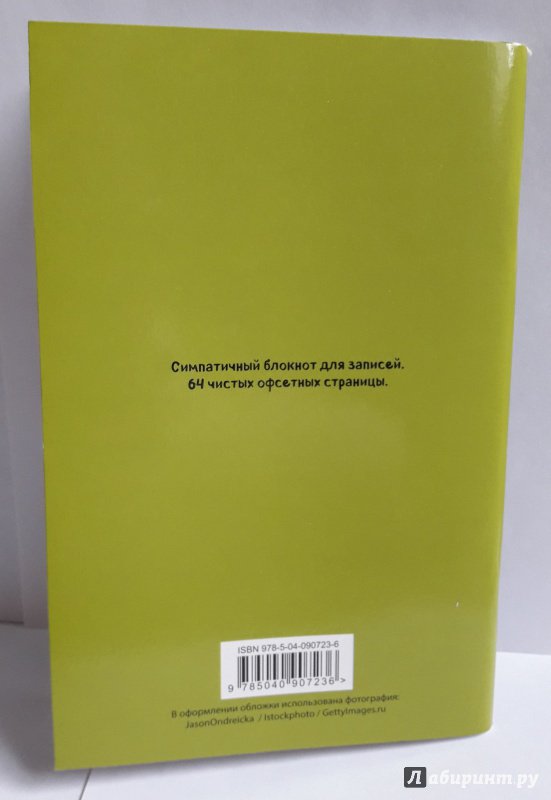 Симпатичный блокнот для записей.
64 чистых офсетных страницы.
ISBN 978-5-04-090723-6
9 785040 907236>
В оформлении обложки использована фотография:
JasonOndreicka / Istockphoto / GettyImages.ru
Лабиринт.ру